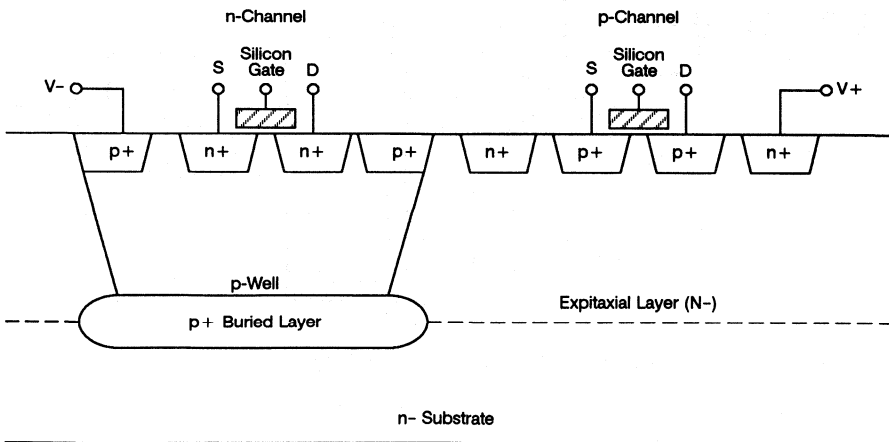 n-Channel
p-Channel
Silicon
Gate
S
D
Silicon
Gate
S
D
V-
V+
p+
n+
n+
p+
n+
p+
p+
n+
p-Well
p+ Buried Layer
Expitaxial Layer (N-)
n- Substrate